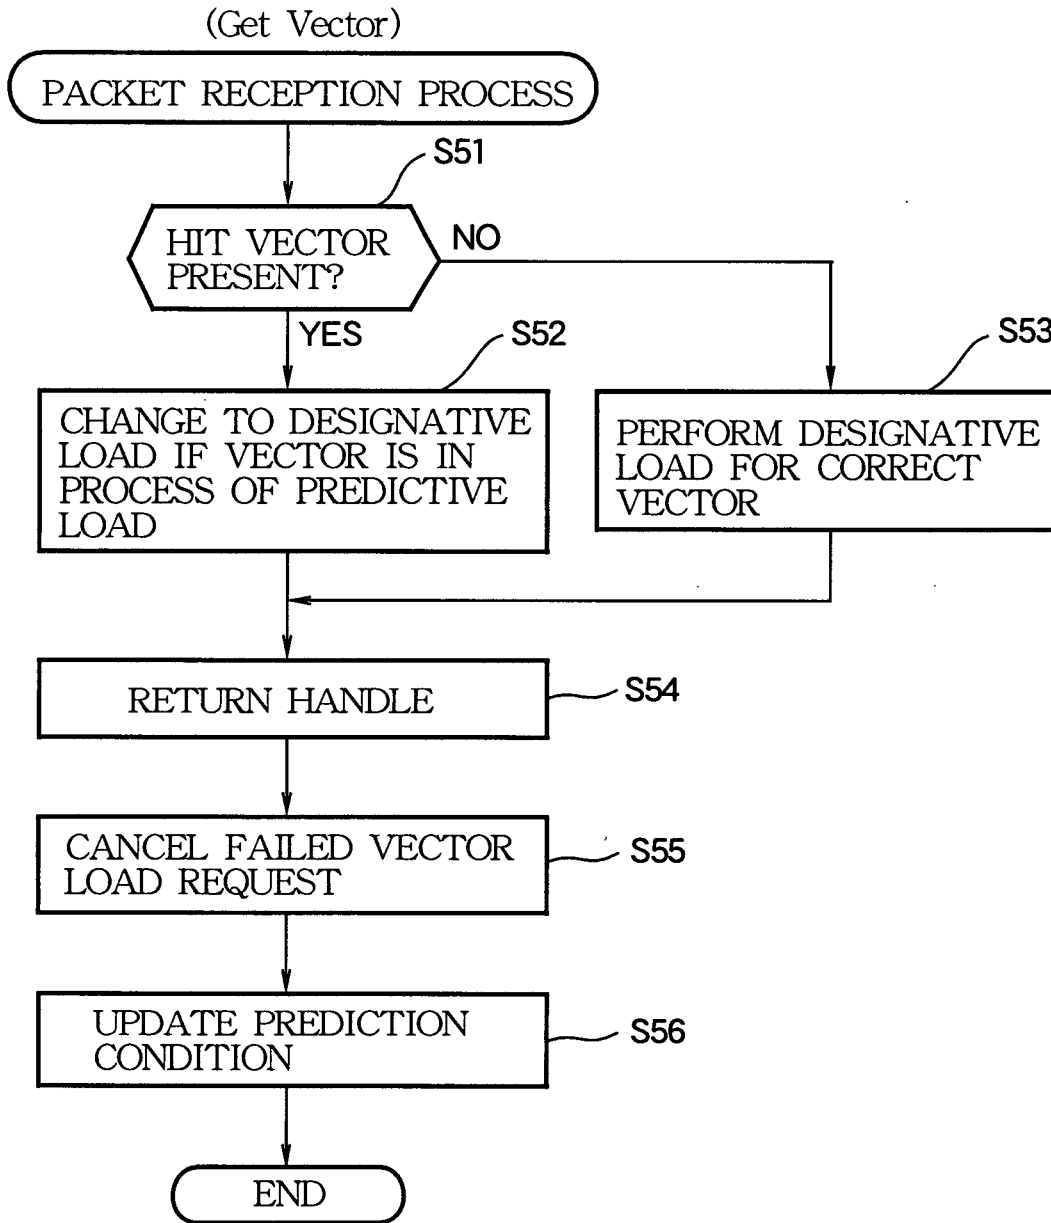 (Get Vector)
PACKET RECEPTION PROCESS
S51
HIT VECTOR
PRESENT?
NO
YES
S52
S53
CHANGE TO DESIGNATIVE
LOAD IF VECTOR IS IN
PROCESS OF PREDICTIVE
LOAD
PERFORM DESIGNATIVE
LOAD FOR CORRECT
VECTOR
RETURN HANDLE
S54
CANCEL FAILED VECTOR
LOAD REQUEST
S55
UPDATE PREDICTION
CONDITION
S56
END